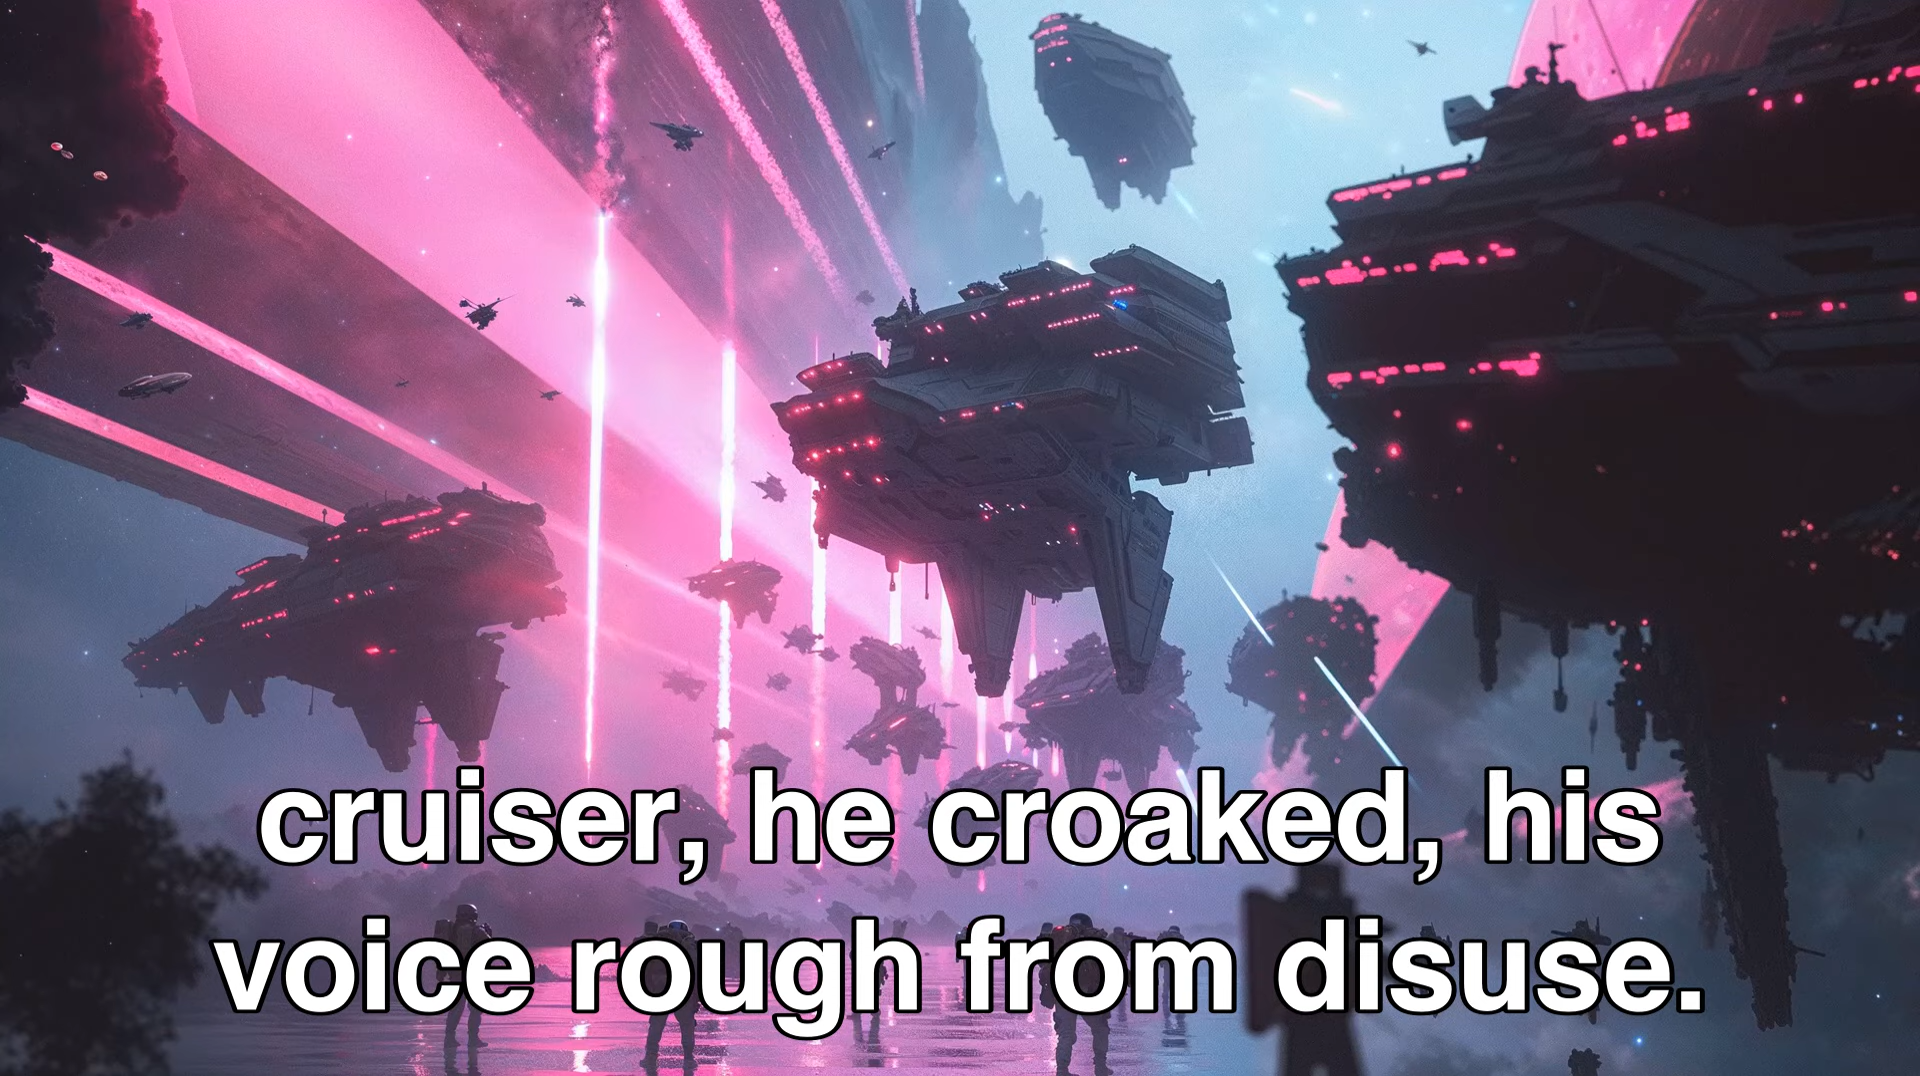 cruiser, he croaked, his
voice rough from disuse.